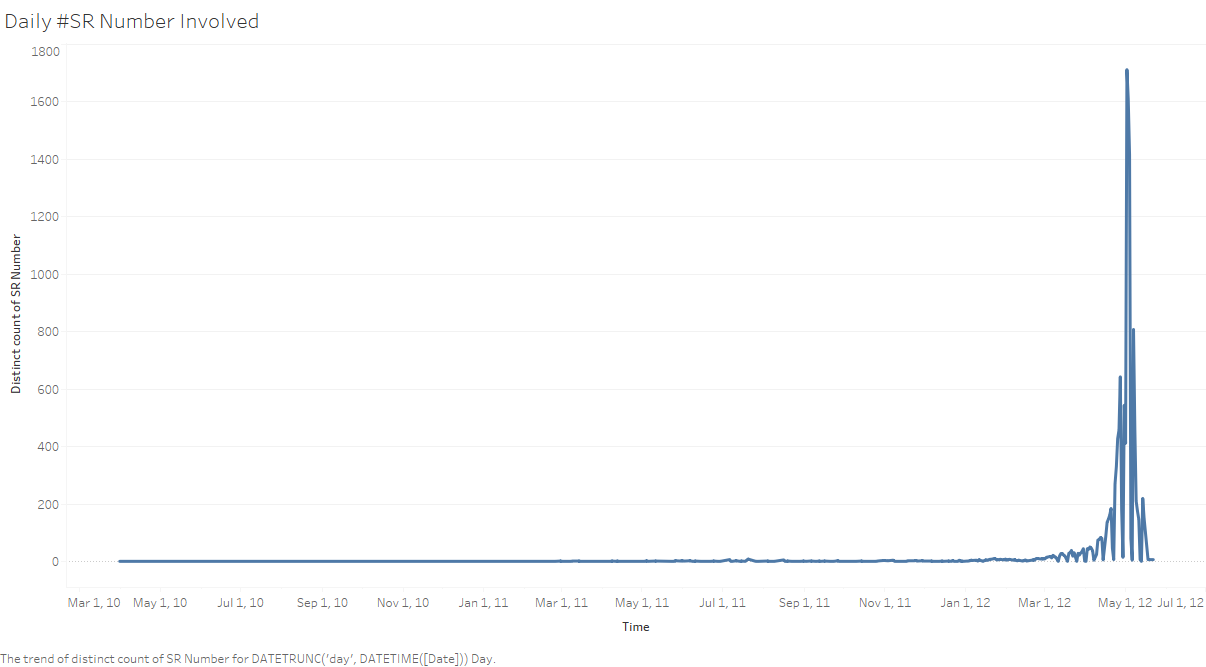 Daily #SR Number Involved
1800
1600
1400
1200
1000
800
600
400
200
0
Distinct count of SR Number
Mar 1, 10 May 1, 10 Jul 1, 10 Sep 1, 10 Nov 1, 10 Jan 1, 11 Mar 1, 11 May 1, 11 Jul 1, 11 Sep 1, 11 Nov 1, 11 Jan 1, 12 Mar 1, 12 May 1, 12 Jul 1, 12
Time
The trend of distinct count of SR Number for DATETRUNC('day', DATETIME([Date])) Day.